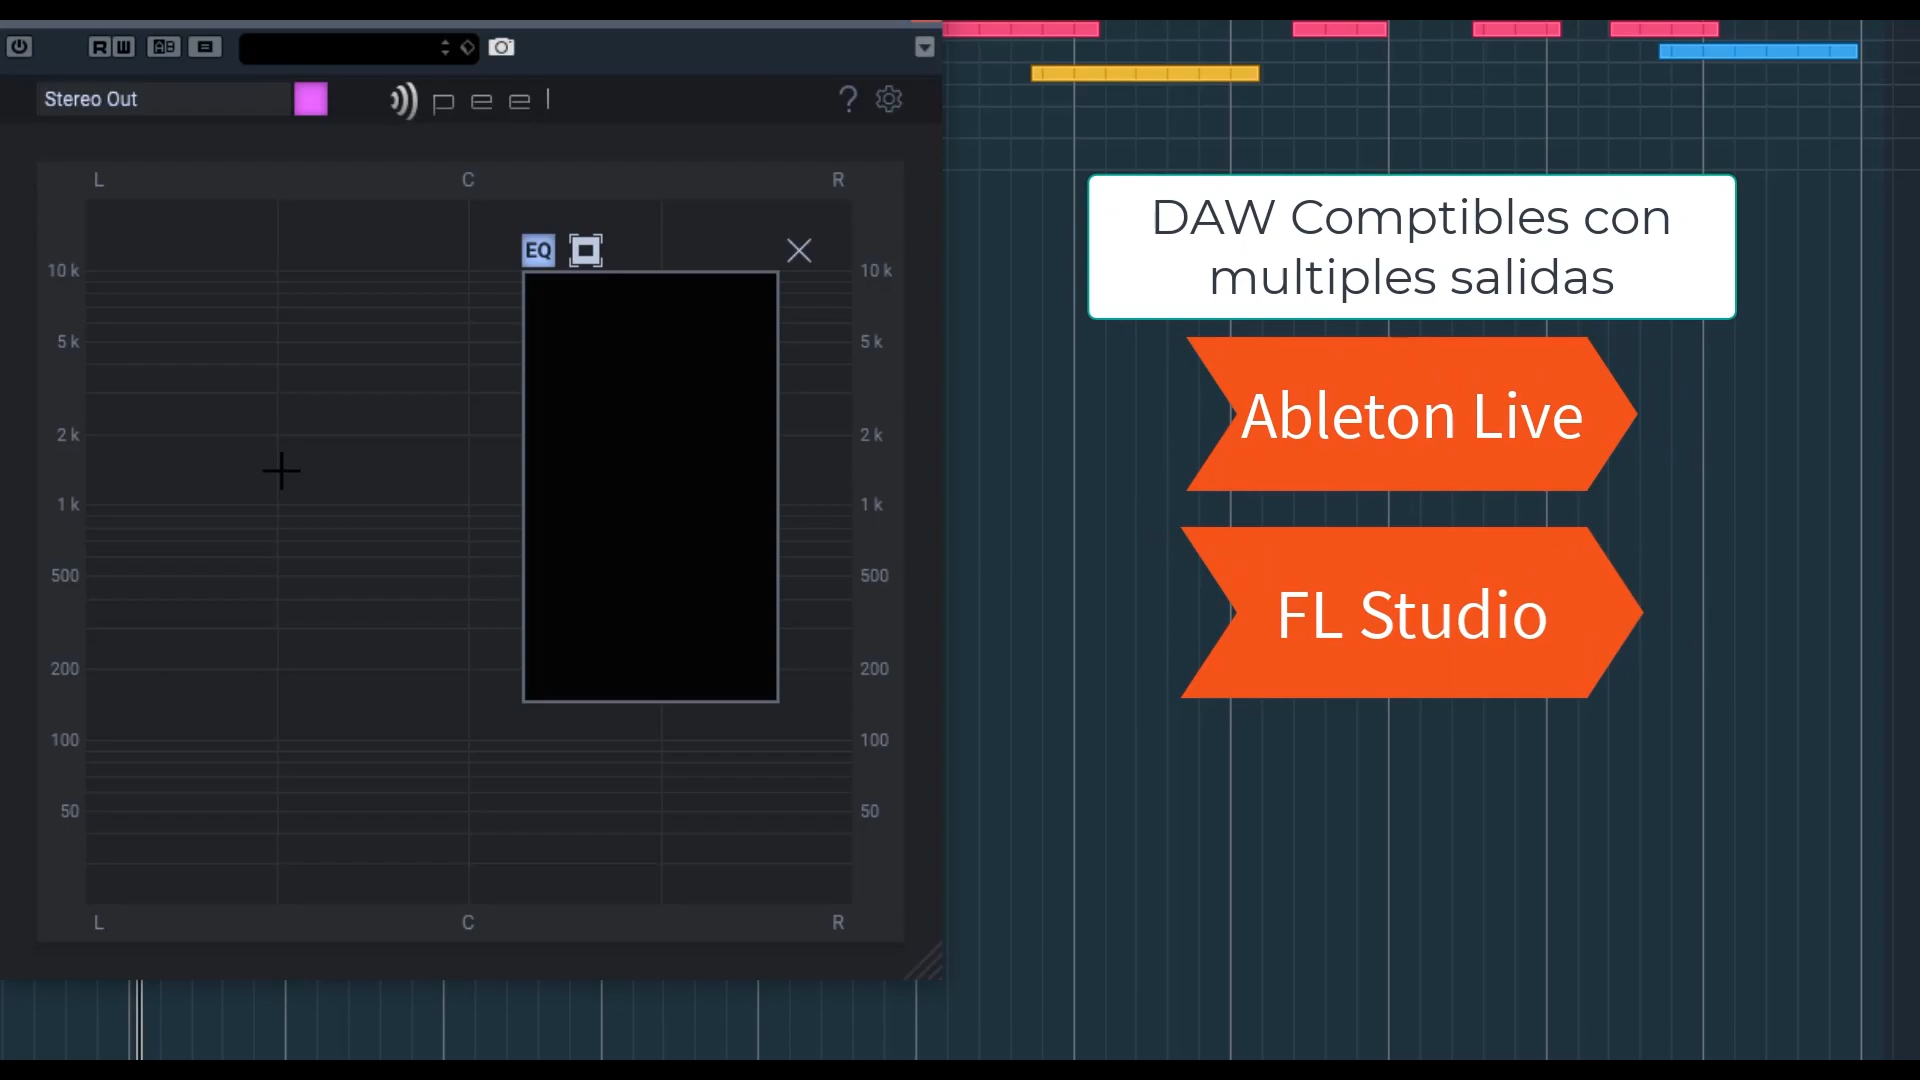 R W AB
Stereo Out
?
L C R
EQ
10 k 10 k
5 k 5 k
2 k 2 k
1 k 1 k
500 500
200 200
100 100
50 50
L C R
DAW Comptibles con
multiples salidas
Ableton Live
FL Studio